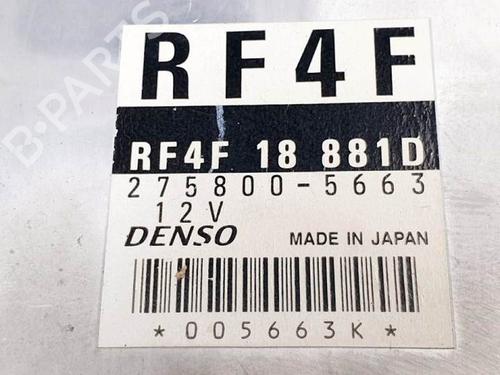 RF4F
RF4F 18 881D
275800-5663
12V
DENSO MADE IN JAPAN
*005663K*
B-PARTS